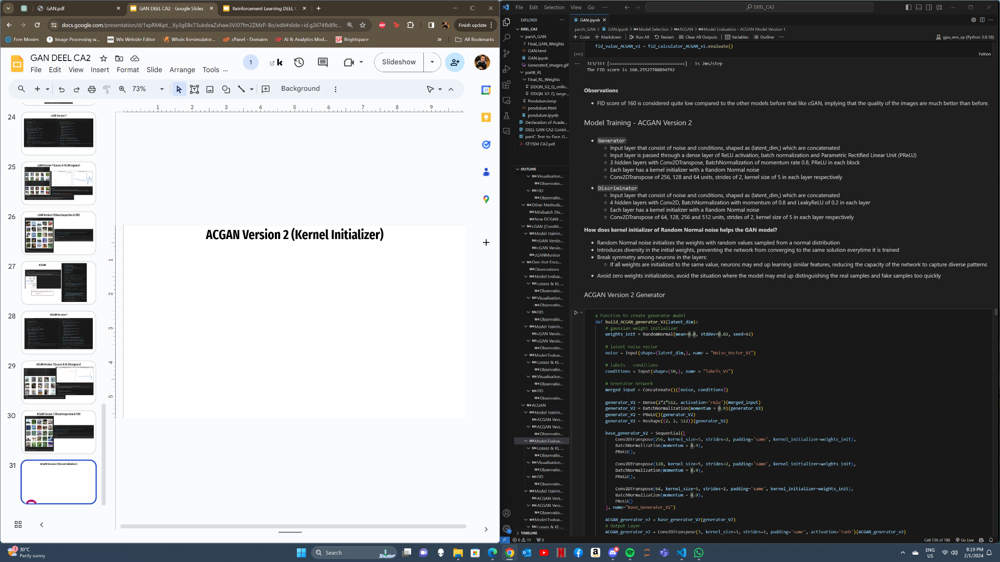 GAN.pdf
GAN DEEL CA2 - Google Slides
Reinforcement Learning DEEL C
docs.google.com/presentation/d/1xpRM6pt__Xy3gEBx73ukdeaZxhaw3VJ07fm2ZMzP-Bo/edit#slide=id.g2674fb89c...
Finish update
Free Movies
Image Processing w...
Wix Website Editor
Whois firesimulator...
cPanel - Domains
AI & Analytics Mod...
Brightspace
All Bookmarks
GAN DEEL CA2
File Edit View Insert Format Slide Arrange Tools ...
1
Slideshow
73%
Background
24
cGAN Version 1
25
cGAN Version 1 (Losses & KL Divergence)
26
cGAN Version 1 (Visual Inspection & FID)
27
ACGAN
28
ACGAN Version 1
29
ACGAN Version 1 (Losses & KL Divergence)
30
ACGAN Version 1 (Visual Inspection & FID)
31
ACGAN Version 2 (Kernel Initializer)
1 2 3 4 5 6 7 8 9
1
2
3
4
5
ACGAN Version 2 (Kernel Initializer)
File Edit Selection View Go ...
DEEL_CA2
EXPLORER
DEEL_CA2
partA_GAN
Final_GAN_Weights
GAN.html
GAN.ipynb
Generated_Images.gif
partB_RL
Final_RL_Weights
DDQN_V2_Q_onlin...
DDQN_V2_Q_targe...
Pendulum.bmp
pendulum.html
pendulum.ipynb
Declaration of Acade...
DEEL GAN CA2 Contri...
partC_Text-to-Face_G...
ST1504 CA2.pdf
OUTLINE
Visualisation...
Observatio...
FID
Observatio...
Other Methods...
Minibatch Dis...
New DCGAN ...
cGAN (Conditi...
Model Trainin...
cGAN Versio...
cGAN Versio...
cGANMonitor
One-Hot Enco...
Observations
Model Evalua...
Losses & KL ...
Observatio...
Visualisation...
Observatio...
FID
Observatio...
Model Trainin...
cGAN Versio...
cGAN Versio...
Observatio...
Model Evalua...
Losses & KL ...
Observatio...
Visualisation...
Observatio...
FID
Observatio...
ACGAN
Model Trainin...
ACGAN Vers...
ACGAN Vers...
Observatio...
Model Evalua...
Losses & KL ...
Observatio...
Visualisation...
Observatio...
FID
Observatio...
Model Trainin...
ACGAN Vers...
ACGAN Vers...
Observatio...
Model Evalua...
Losses & KL ...
TIMELINE
GAN.ipynb
partA_GAN > GAN.ipynb > Model Selection > ACGAN > Model Evaluation - ACGAN Model Version 1
Code Markdown Run All Restart Clear All Outputs Variables Outline ...
gpu_env_sp (Python 3.8.18)
fid_value_ACGAN_v1 = fid_calculator_ACGAN_v1.evaluate()
[212]
Python
313/313 [==============================] - 1s 2ms/step
The FID score is 160.25527788894792
Observations
FID score of 160 is considered quite low compared to the other models before that like cGAN, implying that the quality of the images are much better than before.
Model Training - ACGAN Version 2
Generator:
Input layer that consist of noise and conditions, shaped as (latent_dim,) which are concatenated
Input layer is passed through a dense layer of ReLU activation, batch normalization and Parametric Rectified Linear Unit (PReLU)
3 hidden layers with Conv2DTranspose, BatchNormalization of momentum rate 0.8, PReLU in each block
Each layer has a kernel initializer with a Random Normal noise
Conv2DTranspose of 256, 128 and 64 units, strides of 2, kernel size of 5 in each layer respectively
Discriminator
Input layer that consist of noise and conditions, shaped as (latent_dim,) which are concatenated
4 hidden layers with Conv2D, BatchNormalization with momentum of 0.8 and LeakyReLU of 0.2 in each layer
Each layer has a kernel initializer with a Random Normal noise
Conv2DTranspose of 64, 128, 256 and 512 units, strides of 2, kernel size of 5 in each layer respectively
How does kernel initializer of Random Normal noise helps the GAN model?
Random Normal noise initializes the weights with random values sampled from a normal distribution
Introduces diversity in the initial weights, preventing the network from converging to the same solution everytime it is trained
Break symmetry among neurons in the layers:
If all weights are initialized to the same value, neurons may end up learning similar features, reducing the capacity of the network to capture diverse patterns
Avoid zero weights initialization, avoid the situation where the model may end up distinguishing the real samples and fake samples too quickly
ACGAN Version 2 Generator
# Function to create generator model
def build_ACGAN_generator_V2(latent_dim):
# gaussian weight initializer
weights_init = RandomNormal(mean=0.0, stddev=0.02, seed=42)
# latent noise vector
noise = Input(shape=(latent_dim,), name = "Noise_Vector_V1")
# labels - conditions
conditions = Input(shape=(10,), name = "labels_V1")
# Generator network
merged_input = Concatenate()([noise, conditions])
generator_V2 = Dense(2*2*512, activation='relu')(merged_input)
generator_V2 = BatchNormalization(momentum = 0.9)(generator_V2)
generator_V2 = PReLU()(generator_V2)
generator_V2 = Reshape((2, 2, 512))(generator_V2)
base_generator_V2 = Sequential([
Conv2DTranspose(256, kernel_size=5, strides=2, padding='same', kernel_initializer=weights_init),
BatchNormalization(momentum = 0.9),
PReLU(),
Conv2DTranspose(128, kernel_size=5, strides=2, padding='same', kernel_initializer=weights_init),
BatchNormalization(momentum = 0.9),
PReLU(),
Conv2DTranspose(64, kernel_size=5, strides=2, padding='same', kernel_initializer=weights_init),
BatchNormalization(momentum = 0.9),
PReLU()
], name="Base_Generator_V1")
ACGAN_generator_v2 = base_generator_V2(generator_V2)
# Output Layer
ACGAN_generator_v2 = Conv2DTranspose(3, kernel_size=3, strides=2, padding='same', activation='tanh')(ACGAN_generator_v2)
0 11 0
Cell 136 of 198
Go Live
1
30°C
Partly sunny
Search
ENG
US
8:19 PM
2/1/2024